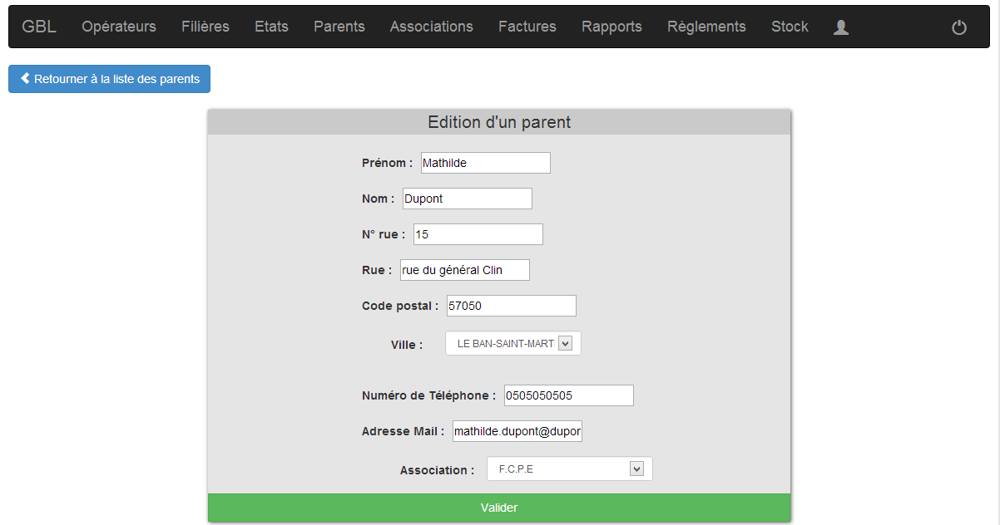 GBL Opérateurs Filières Etats Parents Associations Factures Rapports Règlements Stock
Retourner à la liste des parents
Edition d'un parent
Prénom : Mathilde
Nom : Dupont
N° rue : 15
Rue : rue du général Clin
Code postal : 57050
Ville : LE BAN-SAINT-MART
Numéro de Téléphone : 0505050505
Adresse Mail : mathilde.dupont@dupor
Association : F.C.P.E
Valider